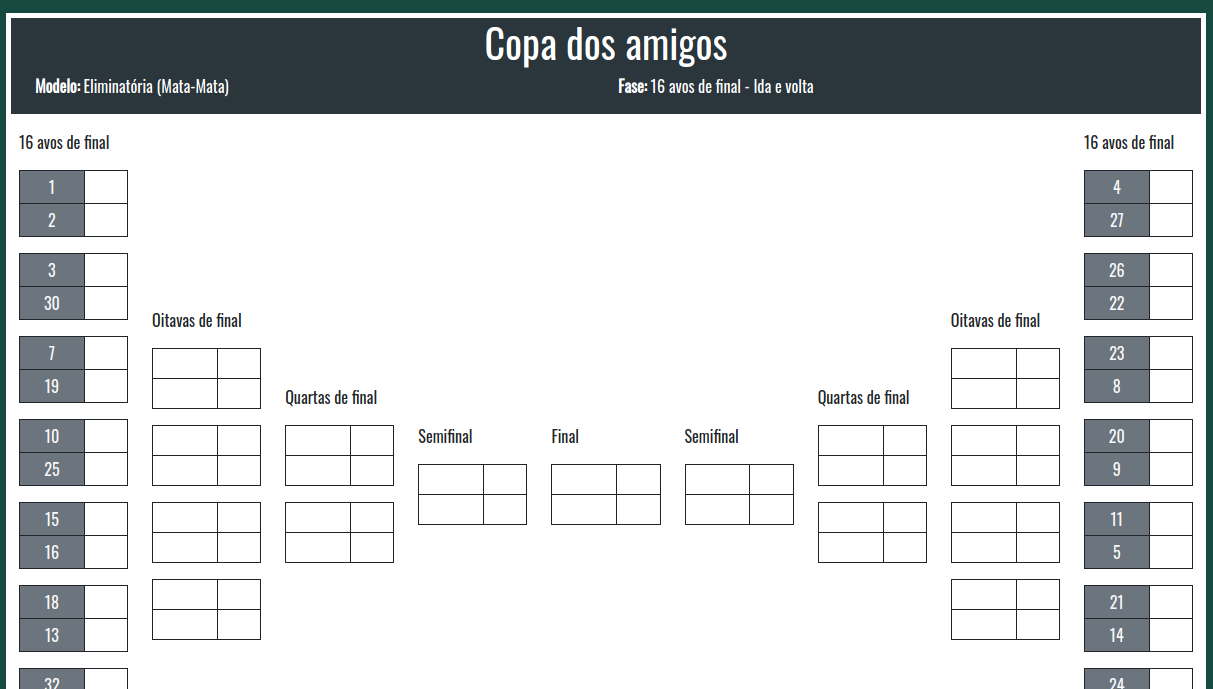 Copa dos amigos
Modelo: Eliminatória (Mata-Mata)
Fase: 16 avos de final - Ida e volta
16 avos de final
1
2
3
30
7
19
10
25
15
16
18
13
32
Oitavas de final
Quartas de final
Semifinal
Final
Semifinal
Quartas de final
Oitavas de final
16 avos de final
4
27
26
22
23
8
20
9
11
5
21
14
24